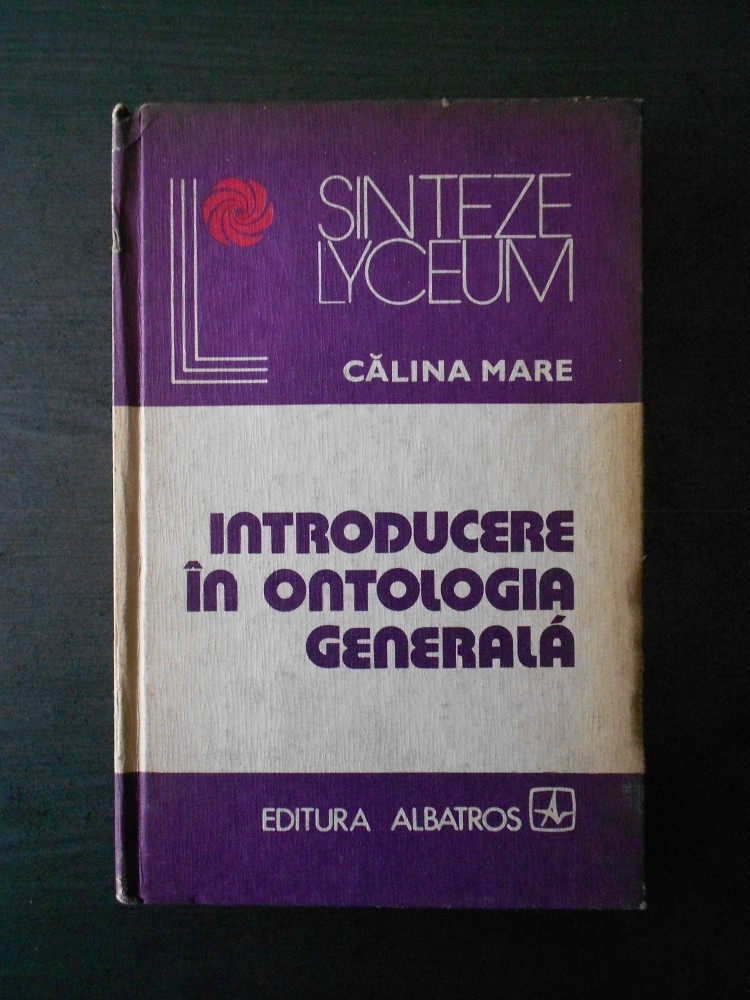 SINTEZE
LYCEUM
CĂLINA MARE
INTRODUCERE
ÎN ONTOLOGIA
GENERALĂ
EDITURA ALBATROS